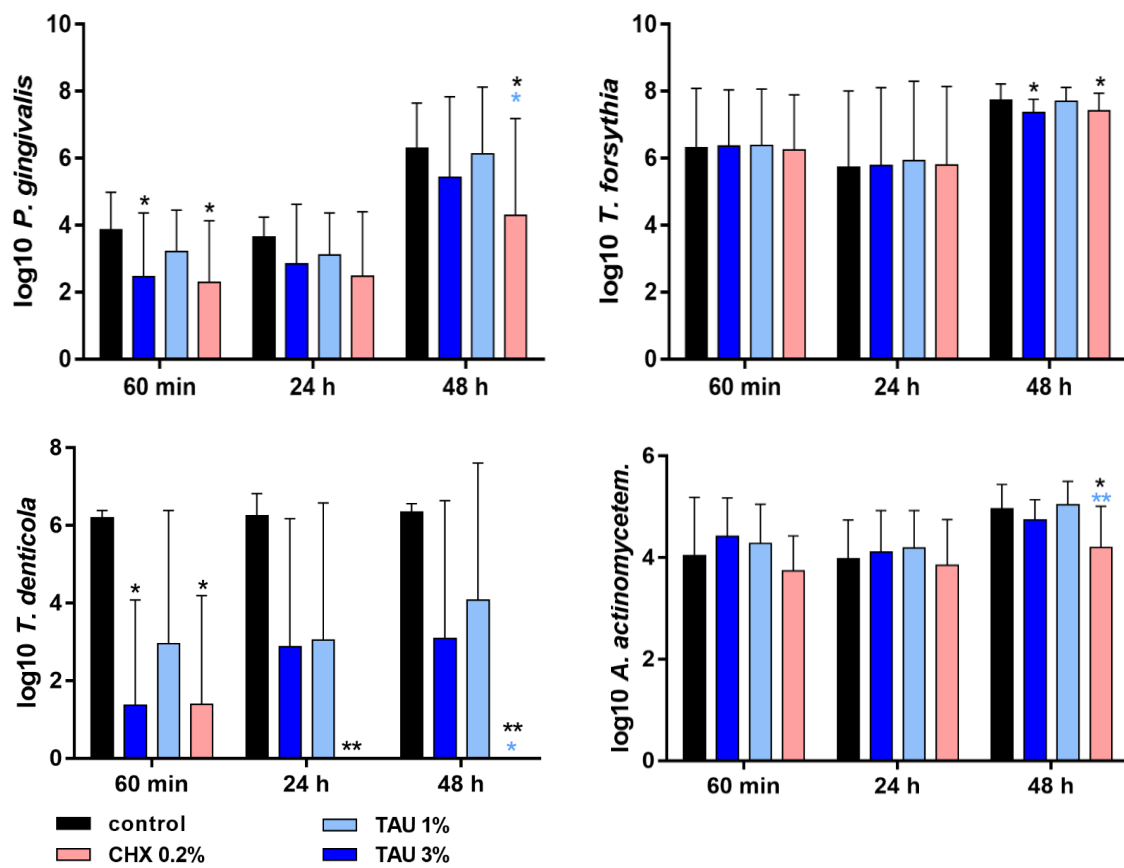 log10 P. gingivalis
10
8
6
4
2
0
*
*
*
*
60 min
24 h
48 h
log10 T. forsythia
10
8
6
4
2
0
*
*
60 min
24 h
48 h
log10 T. denticola
8
6
4
2
0
*
*
**
**
*
60 min
24 h
48 h
log10 A. actinomycetem.
6
4
2
0
*
**
60 min
24 h
48 h
control
TAU 1%
CHX 0.2%
TAU 3%